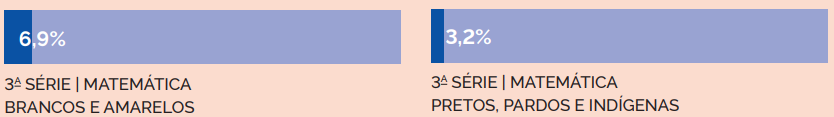 6,9%
3ª SÉRIE | MATEMÁTICA
BRANCOS E AMARELOS
3,2%
3ª SÉRIE | MATEMÁTICA
PRETOS, PARDOS E INDÍGENAS